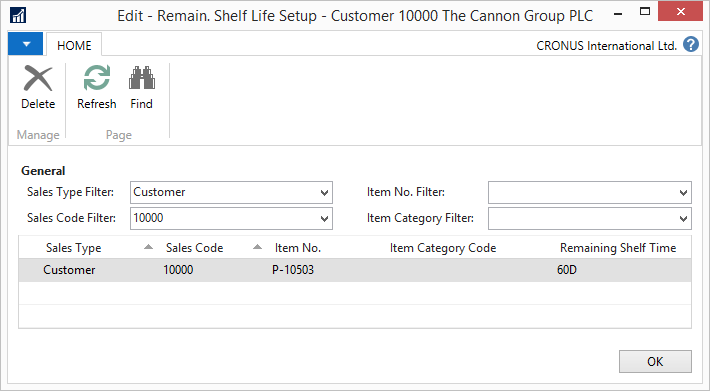 Edit - Remain. Shelf Life Setup - Customer 10000 The Cannon Group PLC
HOME
CRONUS International Ltd.
Delete
Refresh
Find
Manage
Page
General
Sales Type Filter: Customer
Item No. Filter:
Sales Code Filter: 10000
Item Category Filter:
Sales Type Sales Code Item No. Item Category Code Remaining Shelf Time
Customer 10000 P-10503 60D
OK